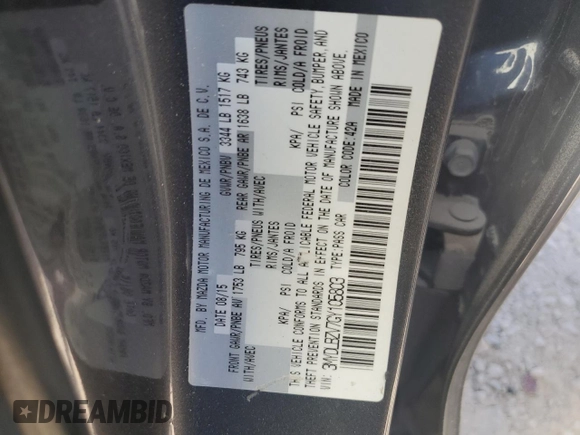 MFD. BY MAZDA MOTOR MANUFACTURING DE MEXICO S.A. DE C.V.
DATE 08/15 GVWR/PNBV 3344 LB 1517 KG
FRONT GAWR/PNBE AV 1753 LB 795 KG REAR GAWR/PNBE AR 1638 LB 743 KG
WITH/AVEC TIRES/PNEUS WITH/AVEC TIRES/PNEUS
RIMS/JANTES RIMS/JANTES
KPA/ PSI COLD/A FROID KPA/ PSI COLD/A FROID
THIS VEHICLE CONFORMS TO ALL APPLICABLE FEDERAL MOTOR VEHICLE SAFETY, BUMPER, AND
THEFT PREVENTION STANDARDS IN EFFECT ON THE DATE OF MANUFACTURE SHOWN ABOVE.
VIN: TYPE:PASS CAR COLOR CODE:42A MADE IN MEXICO
DREAMBID.COM